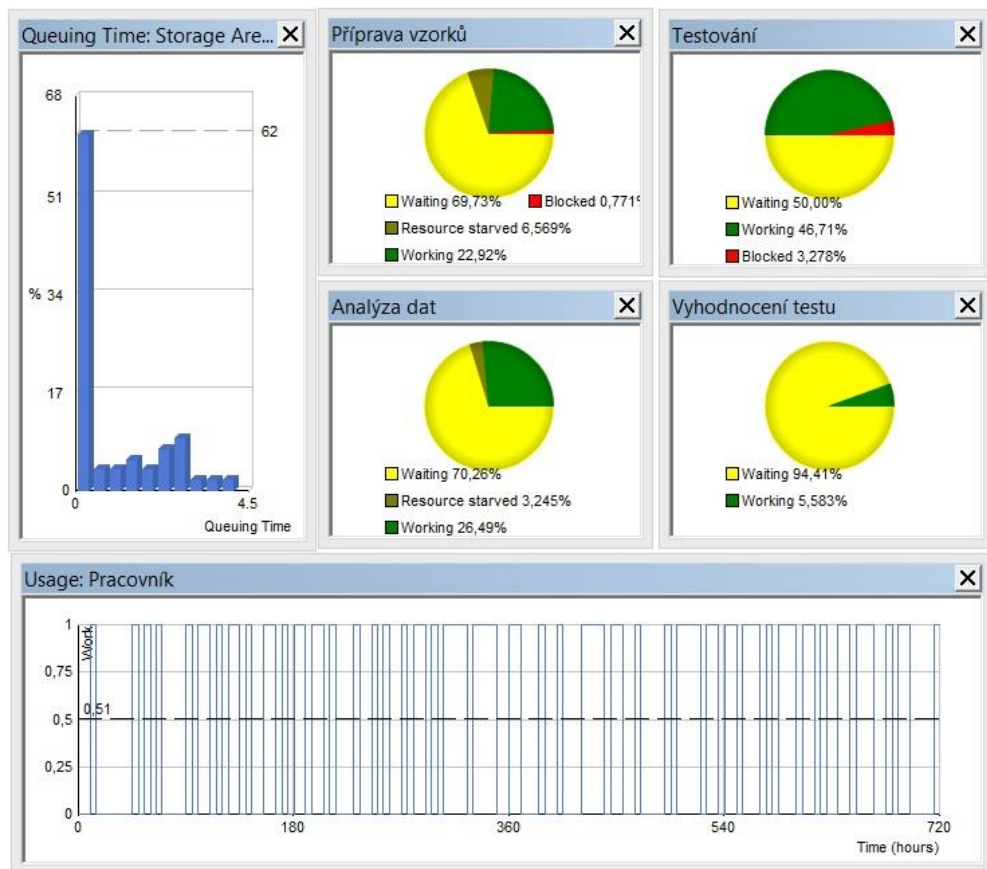 Queuing Time: Storage Are...
68
62
51
% 34
17
0
0 4.5
Queuing Time
Příprava vzorků
Waiting 69,73% Blocked 0,771%
Resource starved 6,569%
Working 22,92%
Testování
Waiting 50,00%
Working 46,71%
Blocked 3,278%
Analýza dat
Waiting 70,26%
Resource starved 3,245%
Working 26,49%
Vyhodnocení testu
Waiting 94,41%
Working 5,583%
Usage: Pracovník
1
Work
0,75
0,51
0,5
0,25
0
0 180 360 540 720
Time (hours)